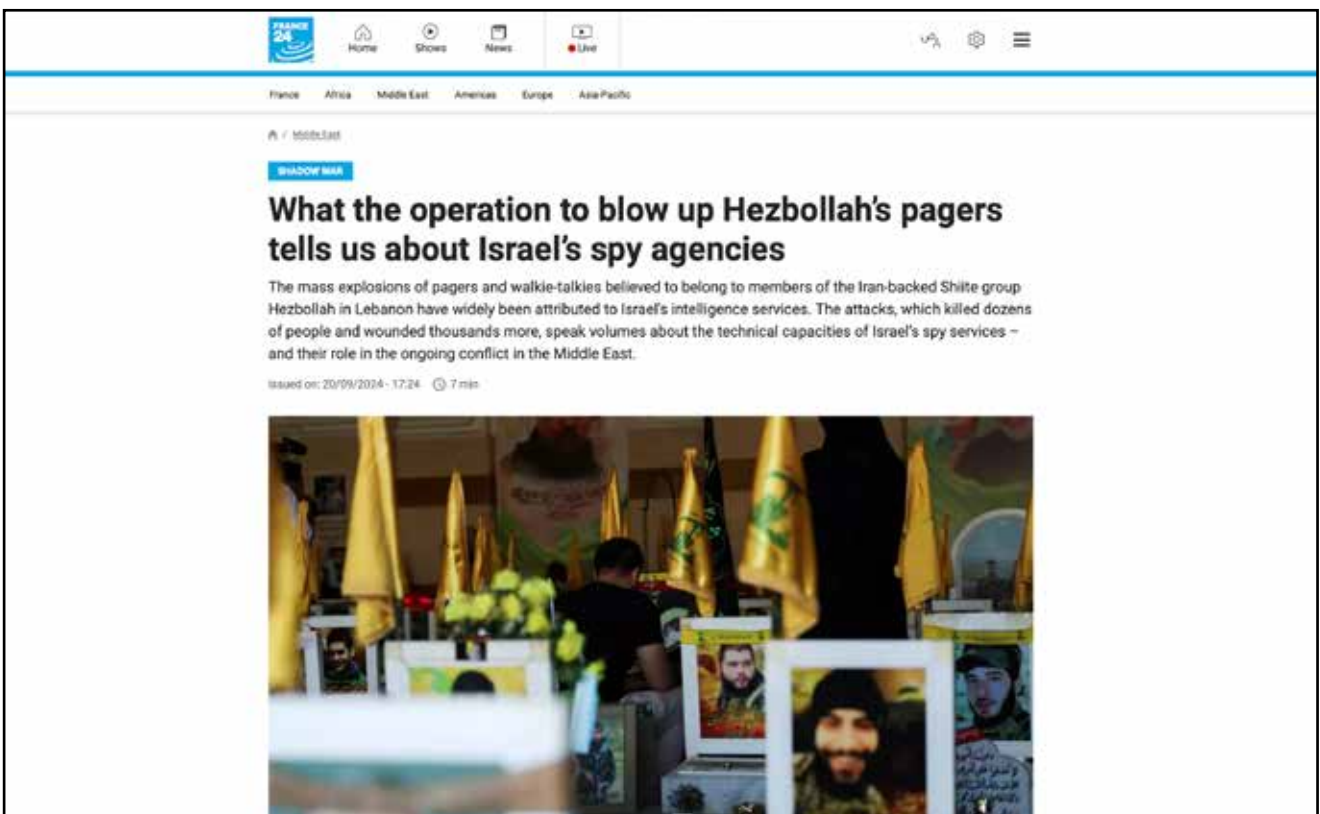 FRANCE
24
Home
Shows
News
Live
France Africa Middle East Americas Europe Asia-Pacific
/ Middle East
SHADOW WAR
What the operation to blow up Hezbollah's pagers
tells us about Israel's spy agencies
The mass explosions of pagers and walkie-talkies believed to belong to members of the Iran-backed Shiite group
Hezbollah in Lebanon have widely been attributed to Israel's intelligence services. The attacks, which killed dozens
of people and wounded thousands more, speak volumes about the technical capacities of Israel's spy services –
and their role in the ongoing conflict in the Middle East.
Issued on: 20/09/2024 - 17:24 7 min